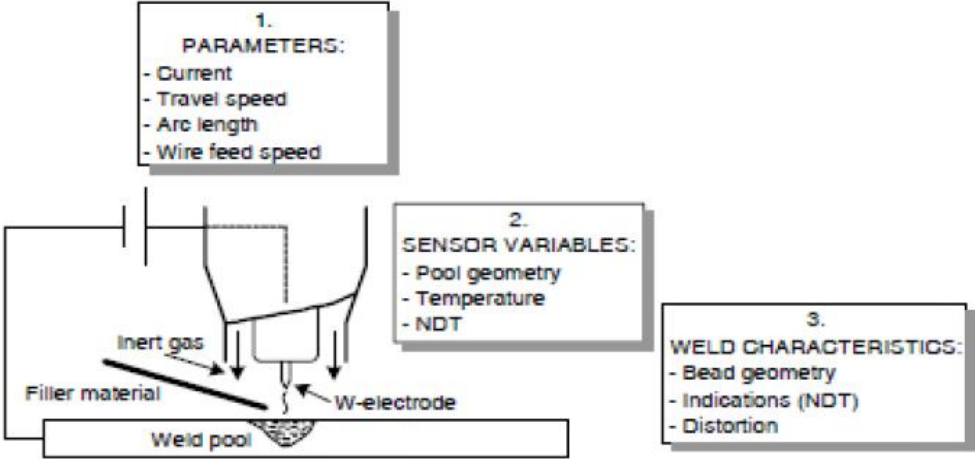 1.
PARAMETERS:
- Current
- Travel speed
- Arc length
- Wire feed speed
2.
SENSOR VARIABLES:
- Pool geometry
- Temperature
- NDT
3.
WELD CHARACTERISTICS:
- Bead geometry
- Indications (NDT)
- Distortion
Inert gas
Filler material
W-electrode
Weld pool